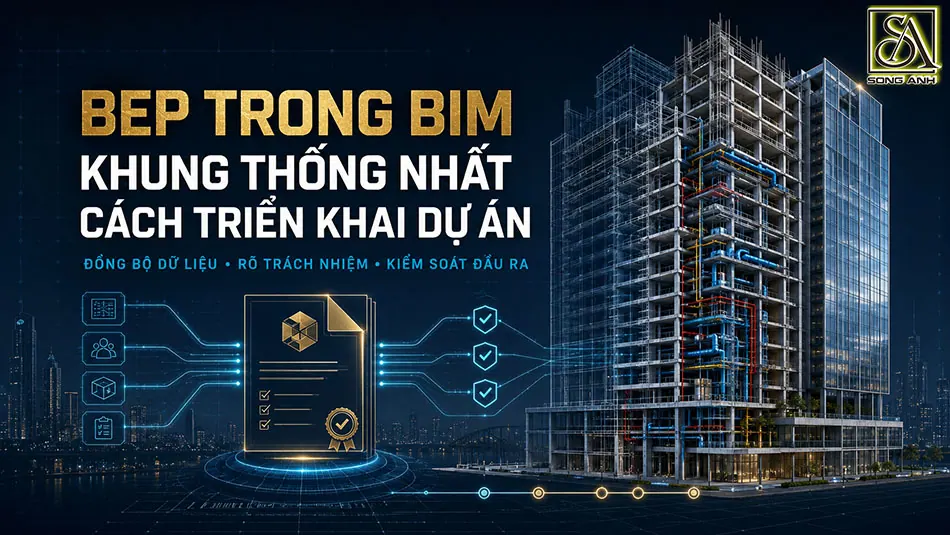 SA
SONG ANH
BEP TRONG BIM
KHUNG THỐNG NHẤT
CÁCH TRIỂN KHAI DỰ ÁN
ĐỒNG BỘ DỮ LIỆU • RÕ TRÁCH NHIỆM • KIỂM SOÁT ĐẦU RA